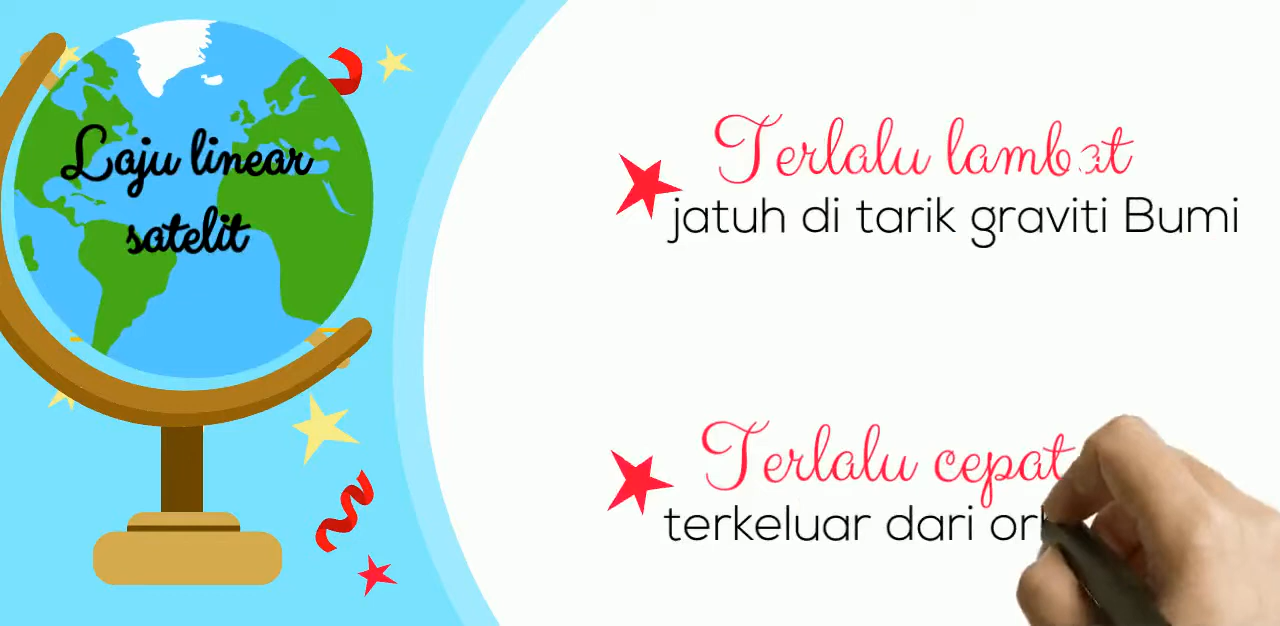 Laju linear
satelit
Terlalu lambat
jatuh di tarik graviti Bumi
Terlalu cepat
terkeluar dari